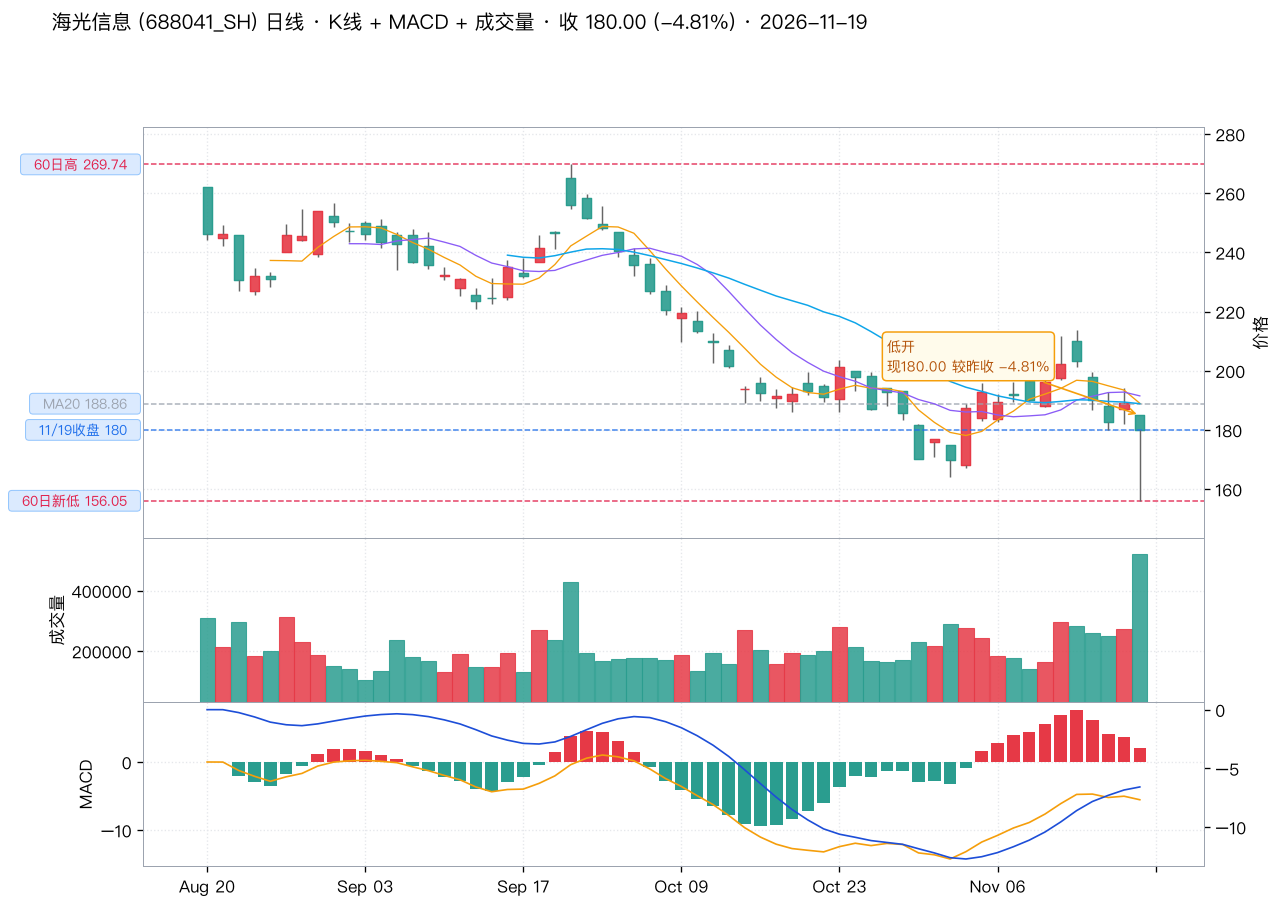 海光信息 (688041_SH) 日线 · K线 + MACD + 成交量 · 收 180.00 (−4.81%) · 2026−11−19
60日高 269.74
MA20 188.86
11/19收盘 180
60日新低 156.05
低开
现180.00 较昨收 −4.81%
280
260
240
220
200
180
160
价格
成交量
400000
200000
MACD
0
−10
0
−5
−10
Aug 20
Sep 03
Sep 17
Oct 09
Oct 23
Nov 06